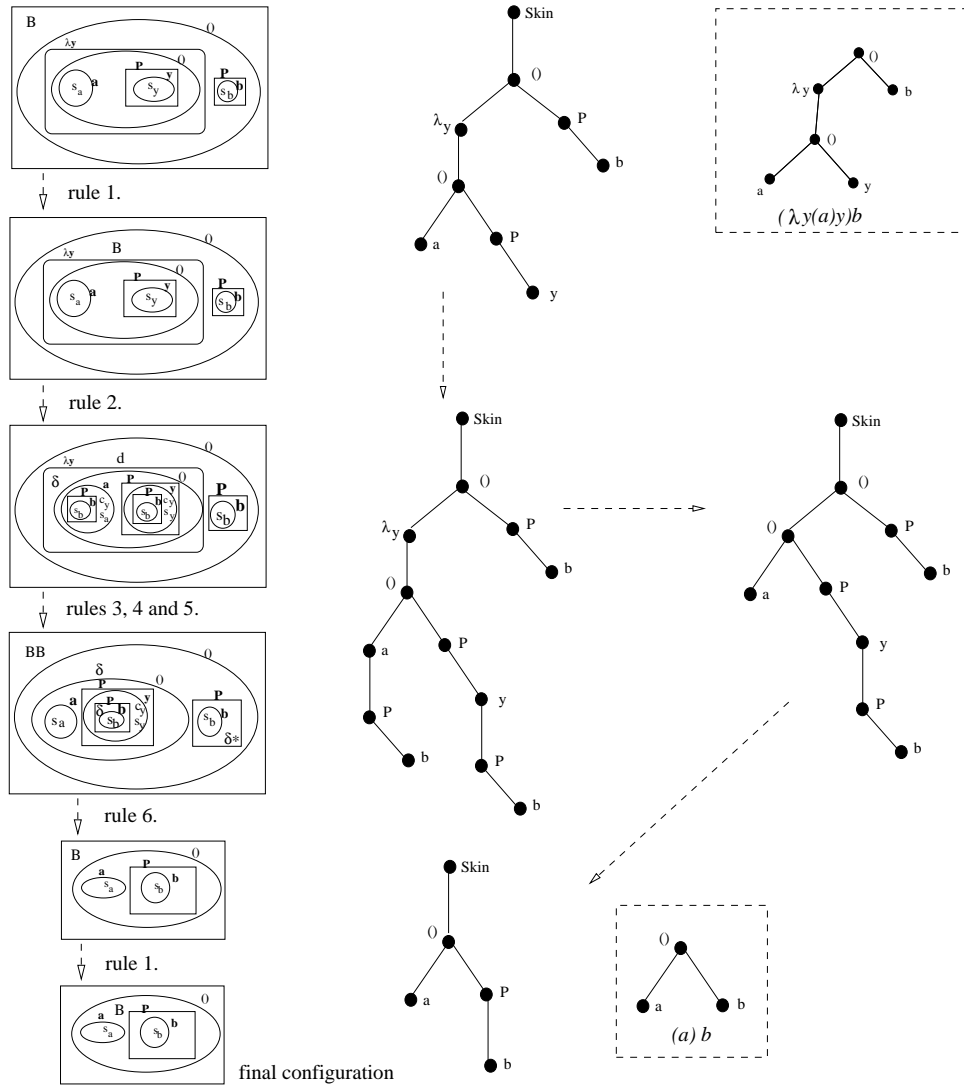 B
()
λy
()
P
a
y
s_a
s_y
P
b
s_b
rule 1.
()
λy
B
()
P
a
y
s_a
s_y
P
b
s_b
rule 2.
()
λy
d
()
δ
a
P
y
P
b
c_y
s_b
s_a
P
b
c_y
s_b
s_y
P
b
s_b
rules 3, 4 and 5.
BB
()
δ
()
P
a
s_a
P
y
δ
b
c_y
s_b
s_y
P
s_b
b
δ*
rule 6.
B
()
a
P
s_a
s_b
b
rule 1.
()
a
B
P
s_a
s_b
b
final configuration
Skin
()
λy
P
b
()
a
P
y
()
λy
b
()
a
y
(λy(a)y)b
Skin
()
λy
P
b
()
a
P
P
y
b
P
b
Skin
()
()
P
b
a
P
y
P
b
Skin
()
a
P
b
()
a
b
(a) b